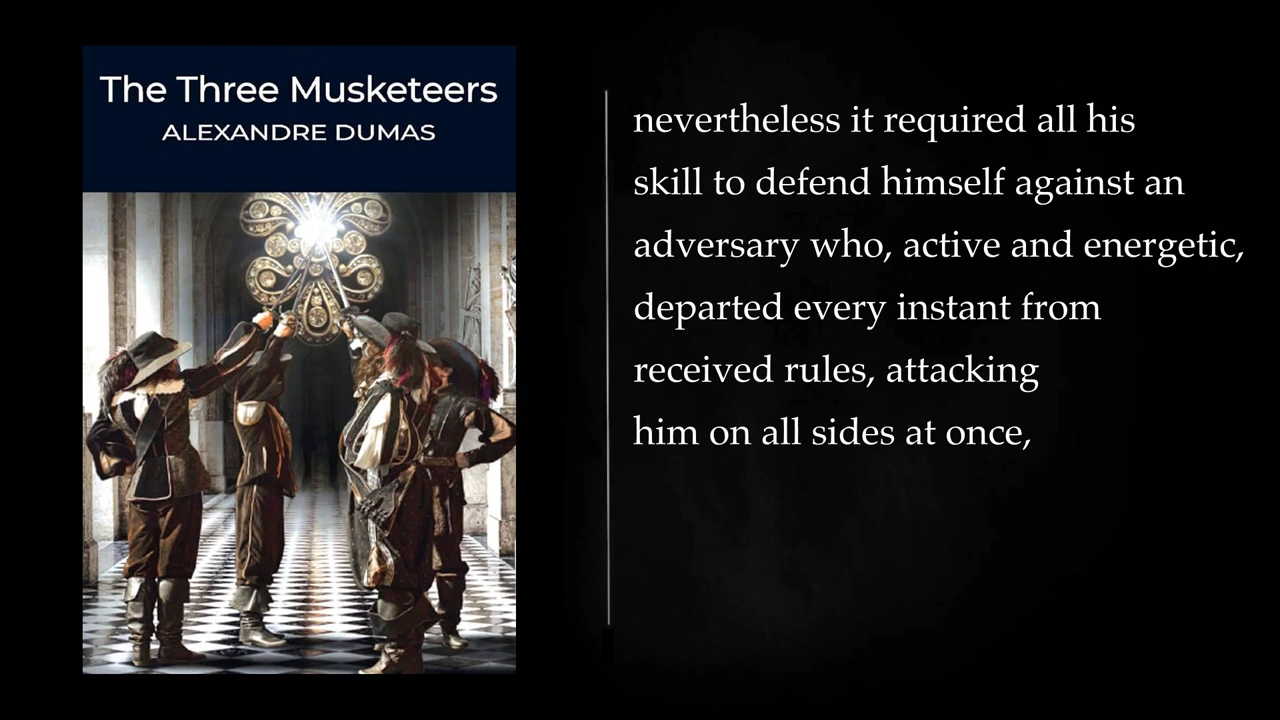 The Three Musketeers
ALEXANDRE DUMAS
nevertheless it required all his
skill to defend himself against an
adversary who, active and energetic,
departed every instant from
received rules, attacking
him on all sides at once,